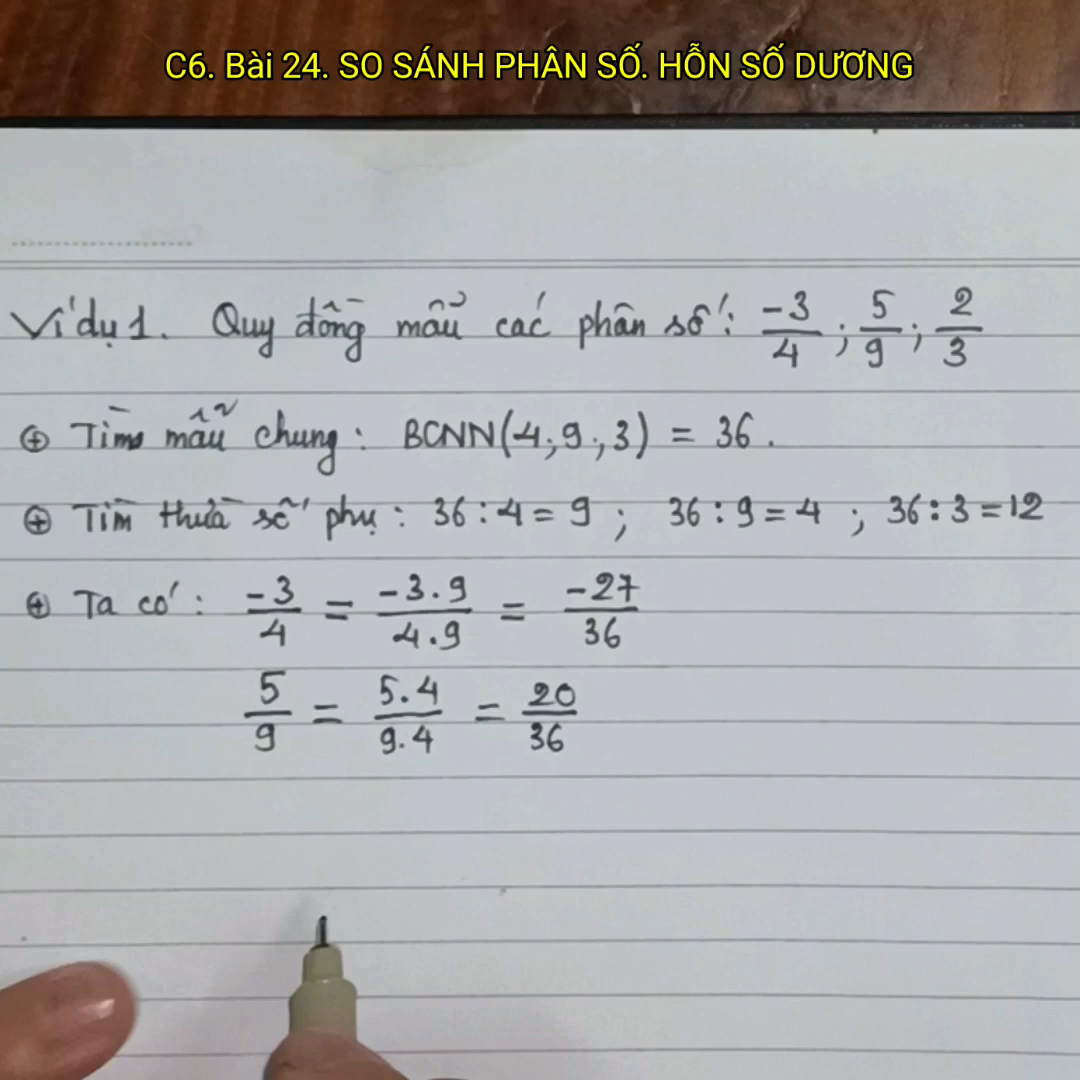 C6. Bài 24. SO SÁNH PHÂN SỐ. HỖN SỐ DƯƠNG
Ví dụ 1. Quy đồng mẫu các phân số: -3/4 ; 5/9 ; 2/3
⊕ Tìm mẫu chung: BCNN(4;9;3) = 36.
⊕ Tìm thừa số phụ: 36:4=9 ; 36:9=4 ; 36:3=12
⊕ Ta có: -3/4 = -3.9/4.9 = -27/36
5/9 = 5.4/9.4 = 20/36